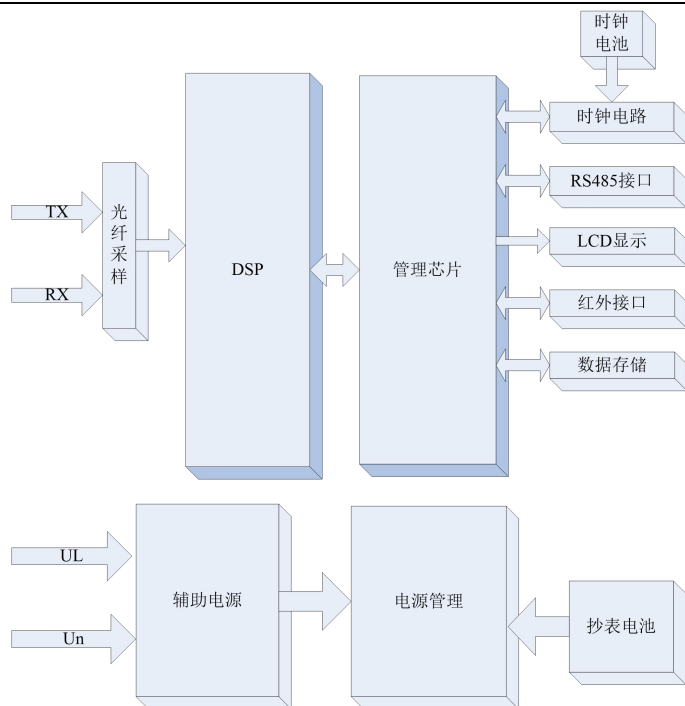 时钟
电池
时钟电路
TX
光
纤
采
样
RS485接口
DSP
管理芯片
LCD显示
RX
红外接口
数据存储
UL
辅助电源
电源管理
Un
抄表电池